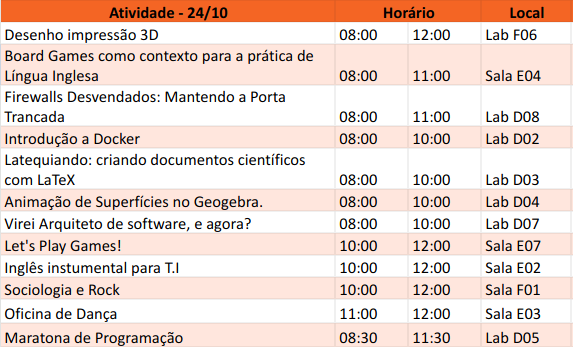 Atividade - 24/10 Horário Local
Desenho impressão 3D 08:00 12:00 Lab F06
Board Games como contexto para a prática de
Língua Inglesa 08:00 11:00 Sala E04
Firewalls Desvendados: Mantendo a Porta
Trancada 08:00 11:00 Lab D08
Introdução a Docker 08:00 10:00 Lab D02
Latequiando: criando documentos científicos
com LaTeX 08:00 10:00 Lab D03
Animação de Superfícies no Geogebra. 08:00 10:00 Lab D04
Virei Arquiteto de software, e agora? 08:00 10:00 Lab D07
Let's Play Games! 10:00 12:00 Sala E07
Inglês instumental para T.I 10:00 12:00 Sala E02
Sociologia e Rock 10:00 12:00 Sala F01
Oficina de Dança 11:00 12:00 Sala E03
Maratona de Programação 08:30 11:30 Lab D05